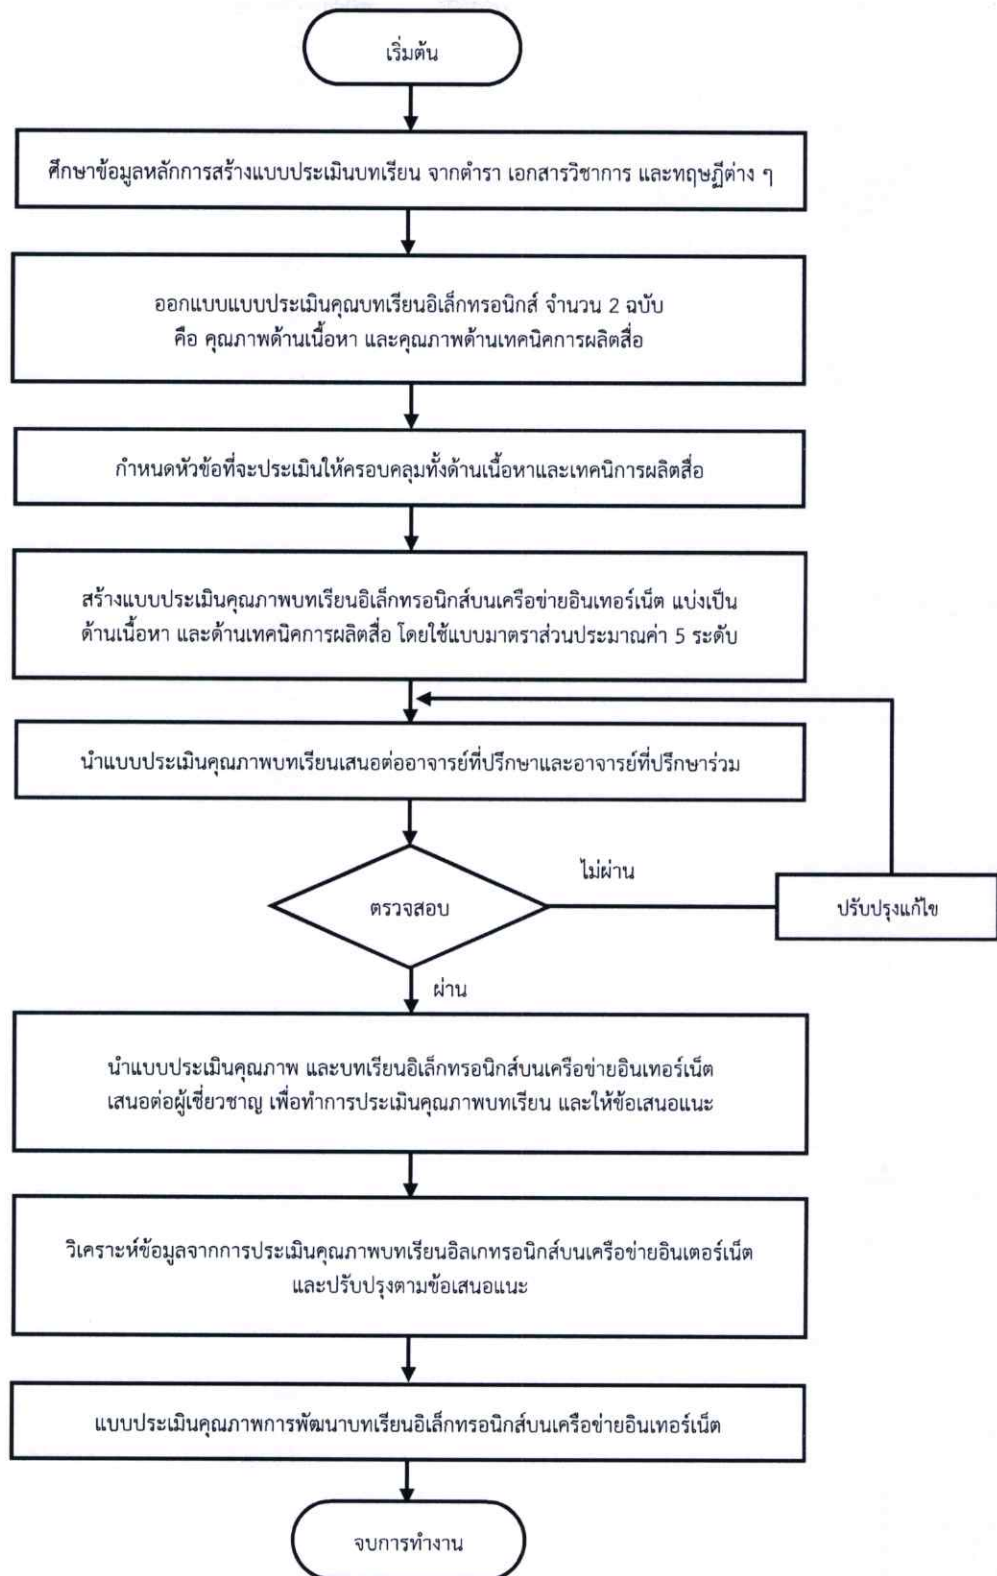 เริ่มต้น
ศึกษาข้อมูลหลักการสร้างแบบประเมินบทเรียน จากตำรา เอกสารวิชาการ และทฤษฎีต่าง ๆ
ออกแบบแบบประเมินคุณบทเรียนอิเล็กทรอนิกส์ จำนวน 2 ฉบับ
คือ คุณภาพด้านเนื้อหา และคุณภาพด้านเทคนิคการผลิตสื่อ
กำหนดหัวข้อที่จะประเมินให้ครอบคลุมทั้งด้านเนื้อหาและเทคนิการผลิตสื่อ
สร้างแบบประเมินคุณภาพบทเรียนอิเล็กทรอนิกส์บนเครือข่ายอินเทอร์เน็ต แบ่งเป็น
ด้านเนื้อหา และด้านเทคนิคการผลิตสื่อ โดยใช้แบบมาตราส่วนประมาณค่า 5 ระดับ
นำแบบประเมินคุณภาพบทเรียนเสนอต่ออาจารย์ที่ปรึกษาและอาจารย์ที่ปรึกษาร่วม
ไม่ผ่าน
ตรวจสอบ
ปรับปรุงแก้ไข
ผ่าน
นำแบบประเมินคุณภาพ และบทเรียนอิเล็กทรอนิกส์บนเครือข่ายอินเทอร์เน็ต
เสนอต่อผู้เชี่ยวชาญ เพื่อทำการประเมินคุณภาพบทเรียน และให้ข้อเสนอแนะ
วิเคราะห์ข้อมูลจากการประเมินคุณภาพบทเรียนอิลเกทรอนิกส์บนเครือข่ายอินเตอร์เน็ต
และปรับปรุงตามข้อเสนอแนะ
แบบประเมินคุณภาพการพัฒนาบทเรียนอิเล็กทรอนิกส์บนเครือข่ายอินเทอร์เน็ต
จบการทำงาน